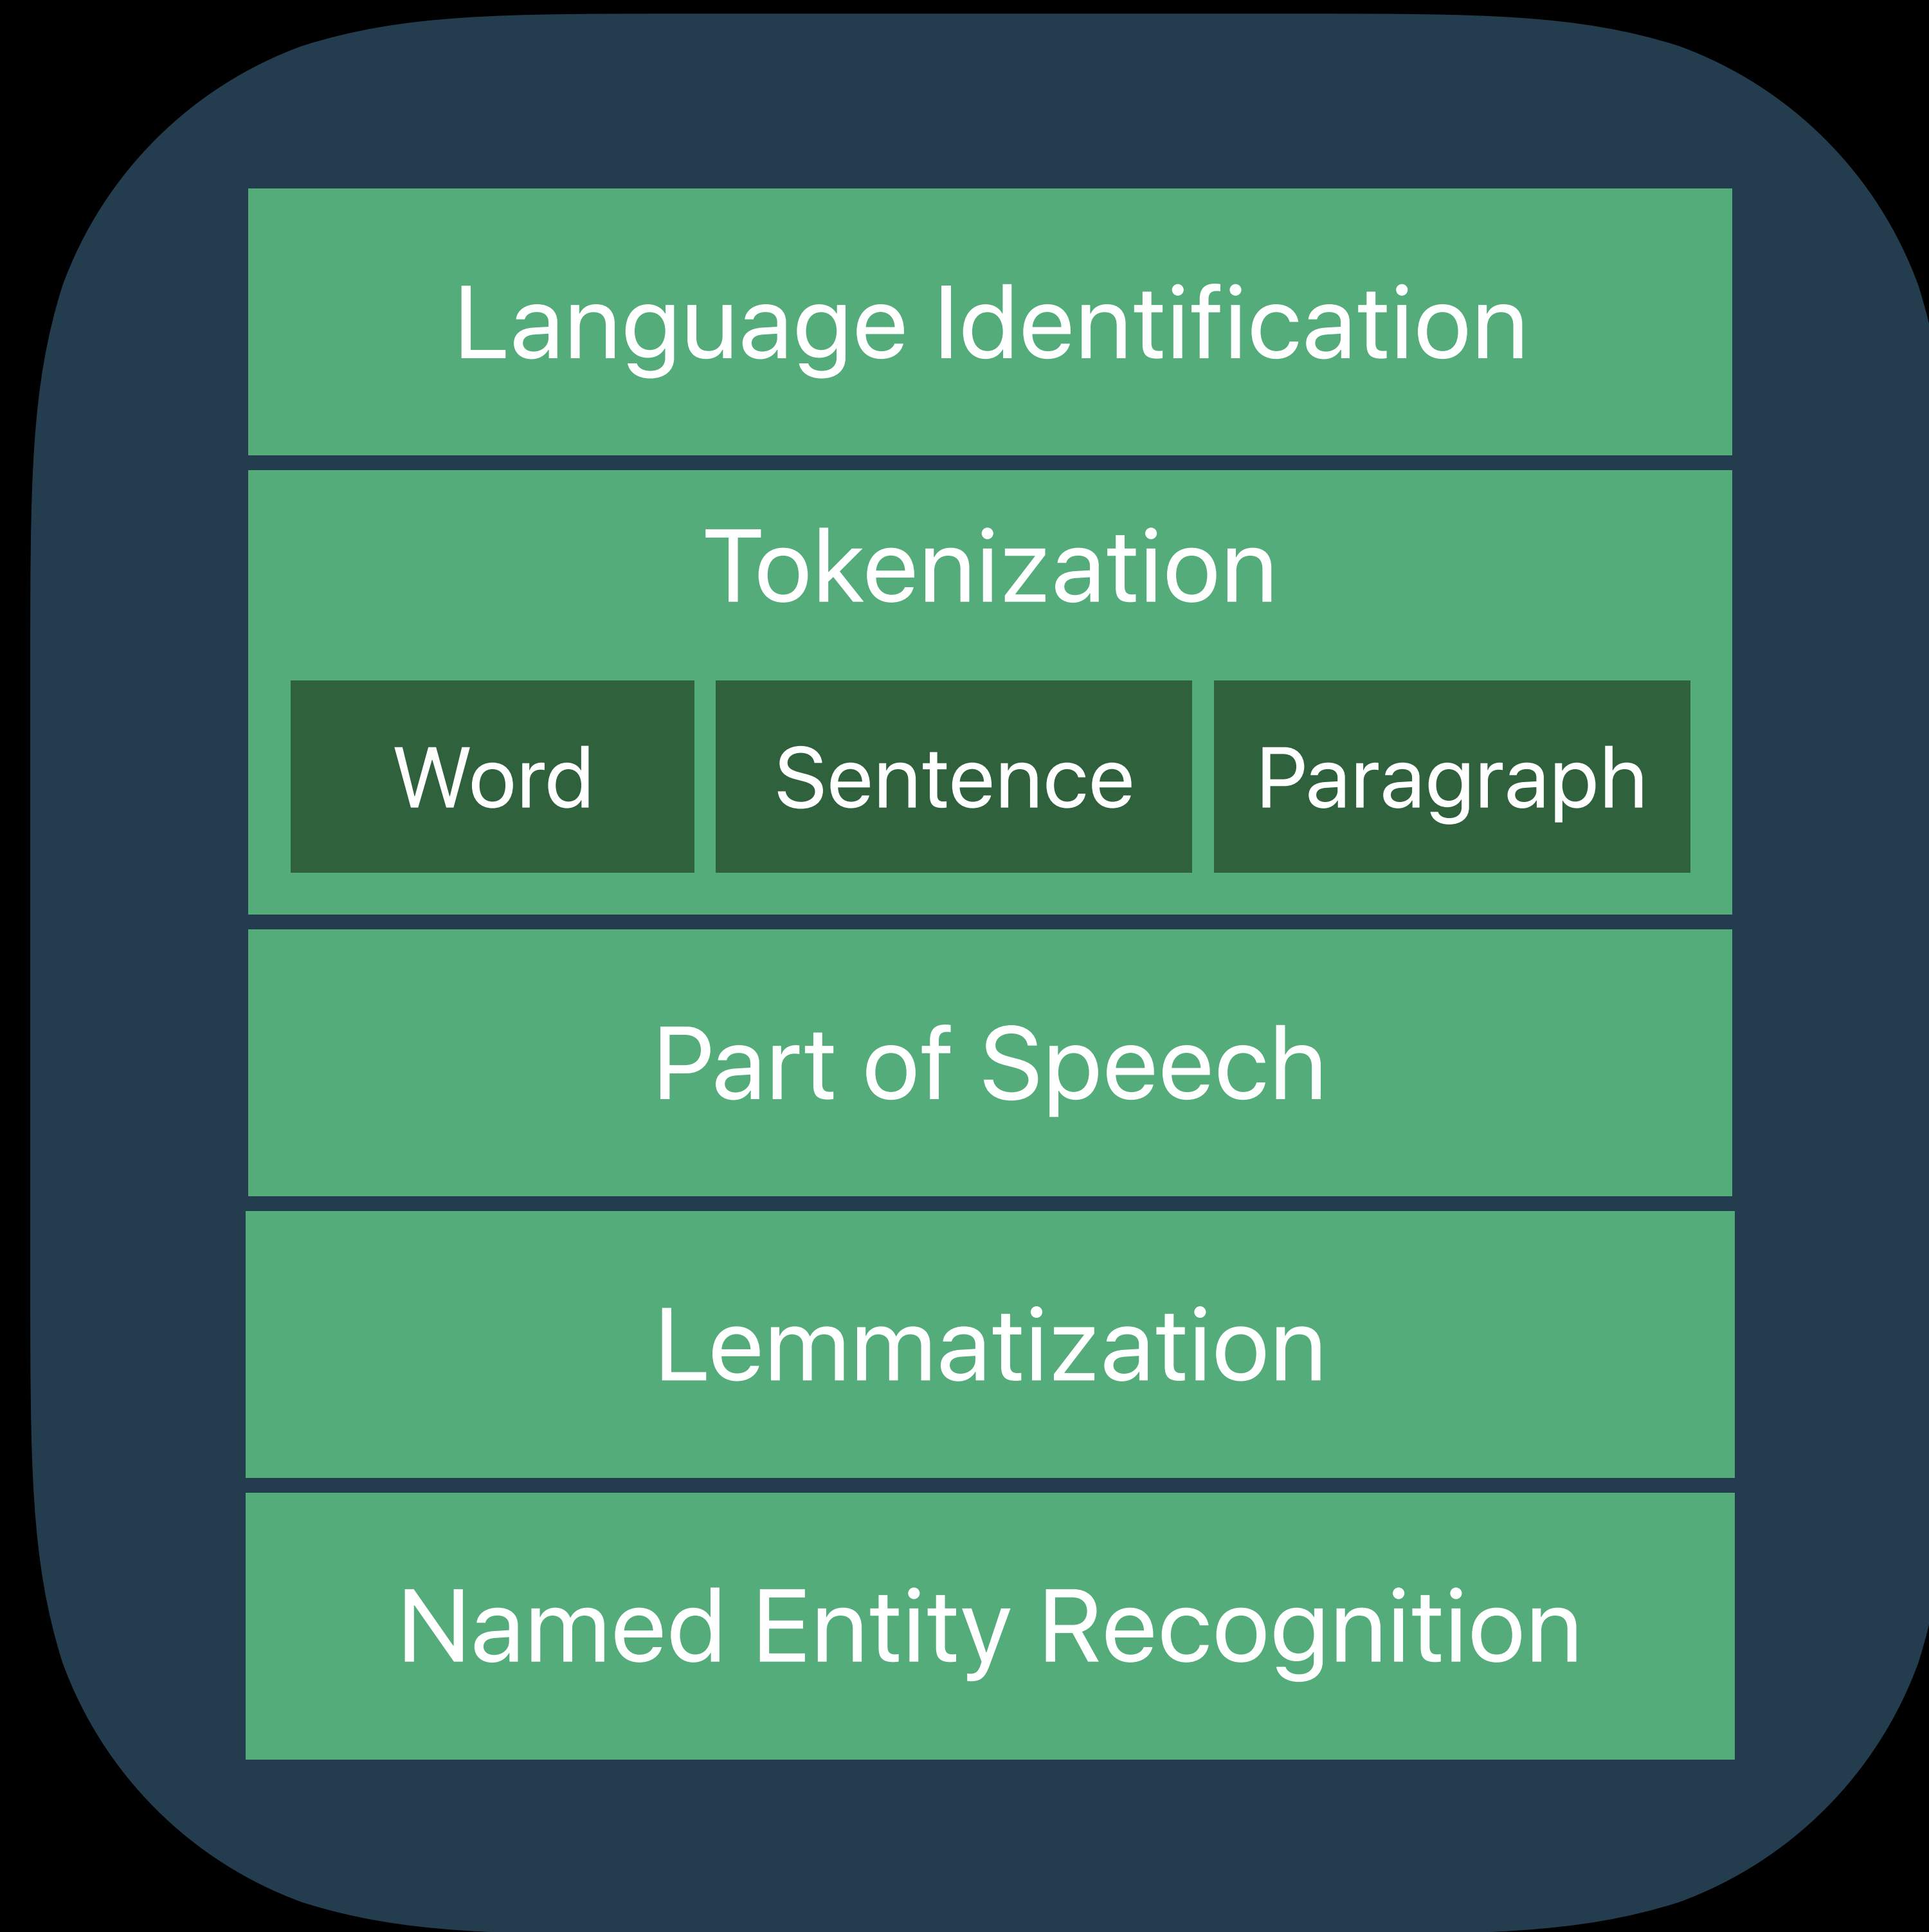 Language Identification
Tokenization
Word
Sentence
Paragraph
Part of Speech
Lemmatization
Named Entity Recognition